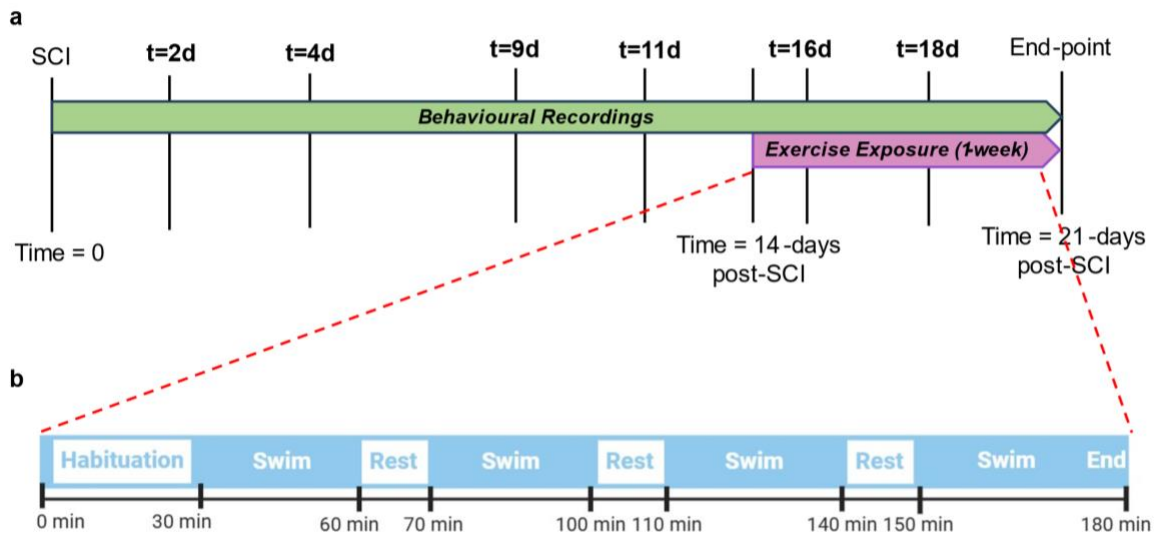 a
SCI
t=2d
t=4d
t=9d
t=11d
t=16d
t=18d
End-point
Behavioural Recordings
Exercise Exposure (1-week)
Time = 0
Time = 14-days
post-SCI
Time = 21-days
post-SCI
b
Habituation
Swim
Rest
Swim
Rest
Swim
Rest
Swim
End
0 min
30 min
60 min
70 min
100 min
110 min
140 min
150 min
180 min